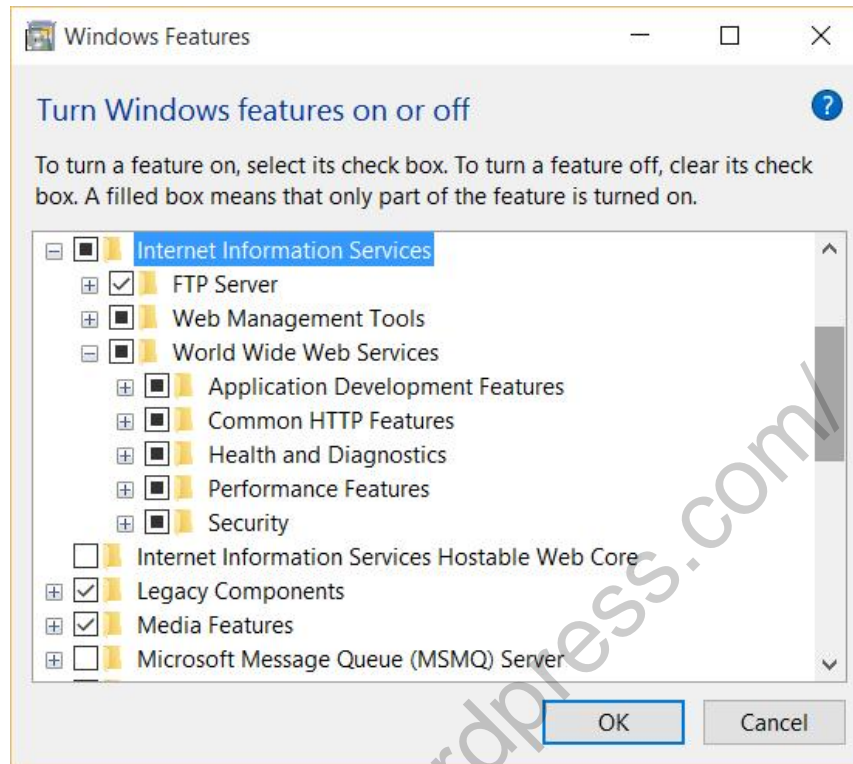 Windows Features
Turn Windows features on or off
?
To turn a feature on, select its check box. To turn a feature off, clear its check
box. A filled box means that only part of the feature is turned on.
Internet Information Services
FTP Server
Web Management Tools
World Wide Web Services
Application Development Features
Common HTTP Features
Health and Diagnostics
Performance Features
Security
Internet Information Services Hostable Web Core
Legacy Components
Media Features
Microsoft Message Queue (MSMQ) Server
OK Cancel
rdpress.com/